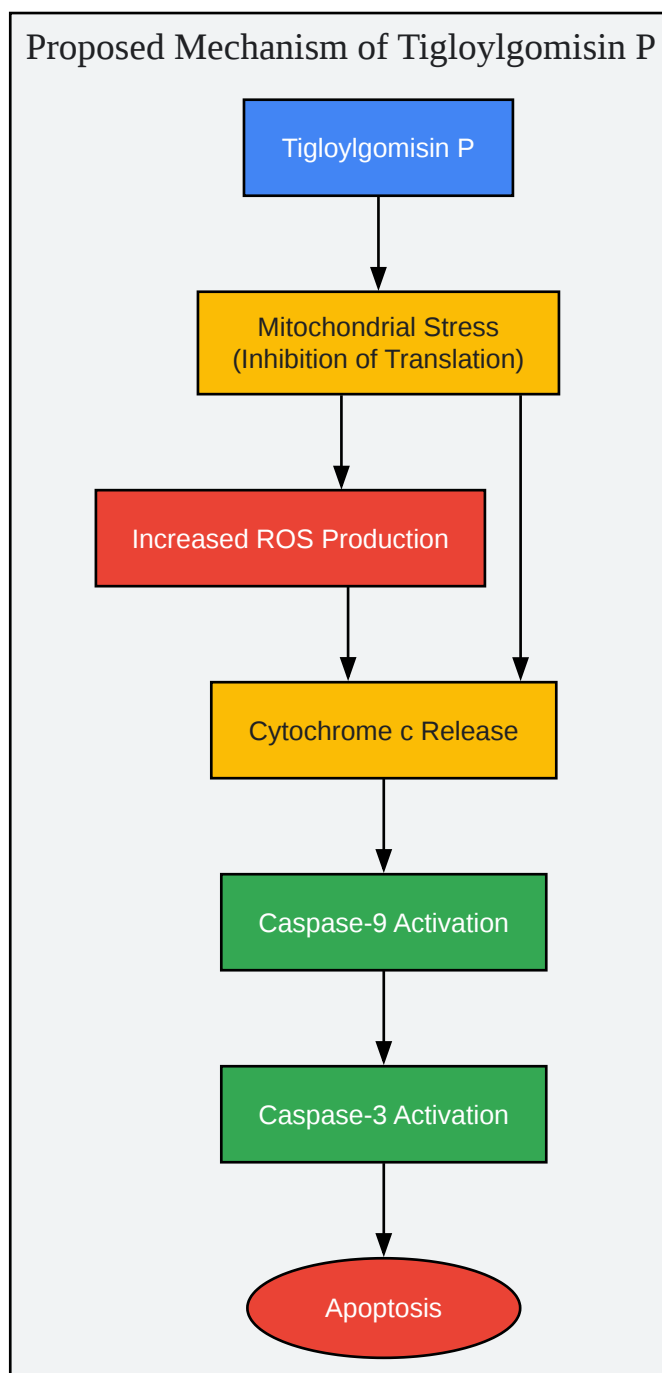 Proposed Mechanism of Tigloylgomisin P
Tigloylgomisin P
Mitochondrial Stress
(Inhibition of Translation)
Increased ROS Production
Cytochrome c Release
Caspase-9 Activation
Caspase-3 Activation
Apoptosis